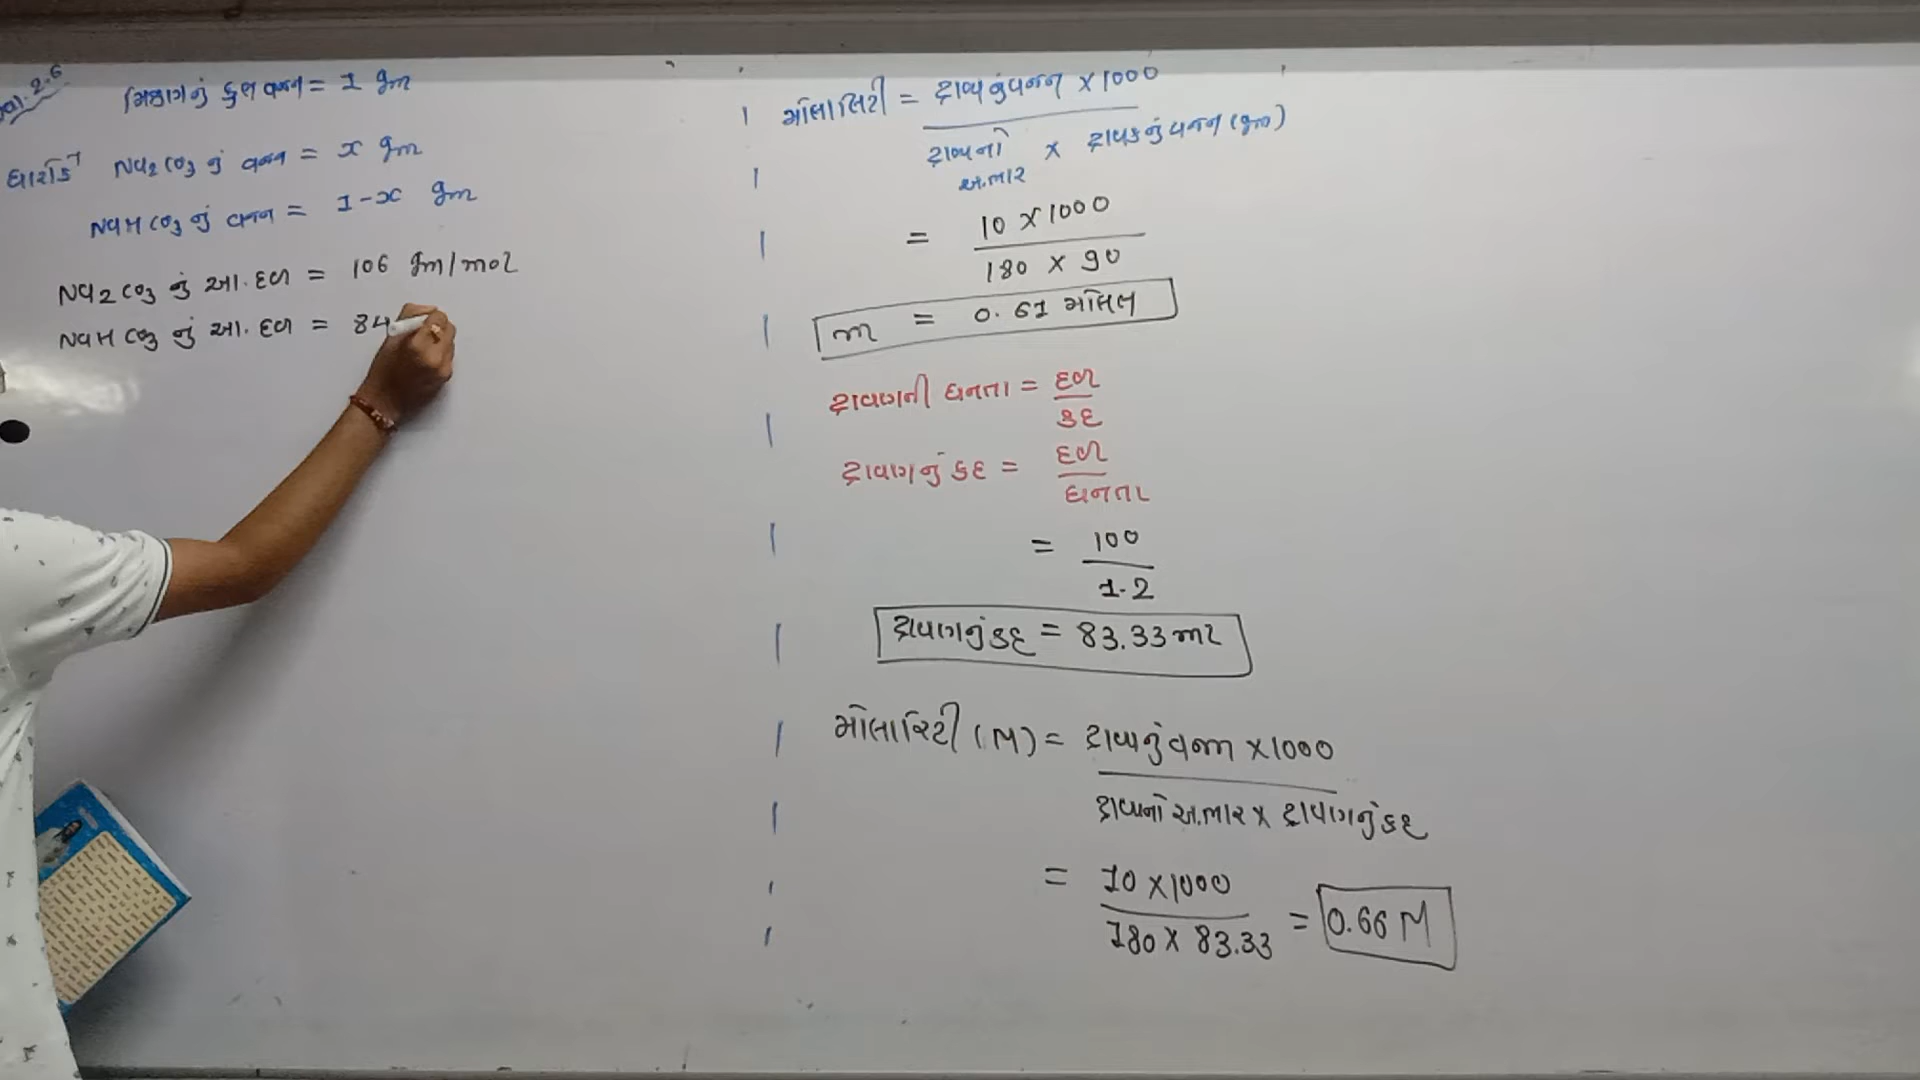 મિશ્રણનું કુલ વજન = 1 gm
ધારો કે Na2CO3 નું વજન = x gm
NaHCO3 નું વજન = 1-x gm
Na2CO3 નું આ.દળ = 106 gm/mol
NaHCO3 નું આ.દળ = 84
મોલાલિટી = દ્રાવ્યનું વજન × 1000
દ્રાવ્યનો અ.ભાર × દ્રાવકનું વજન (gm)
= 10 × 1000
180 × 90
m = 0.61 મોલલ
દ્રાવણની ઘનતા = દળ
કદ
દ્રાવણનું કદ = દળ
ઘનતા
= 100
1.2
દ્રાવણનું કદ = 83.33 ml
મોલારિટી (M) = દ્રાવ્યનું વજન × 1000
દ્રાવ્યનો અ.ભાર × દ્રાવણનું કદ
= 10 × 1000
180 × 83.33
= 0.66 M